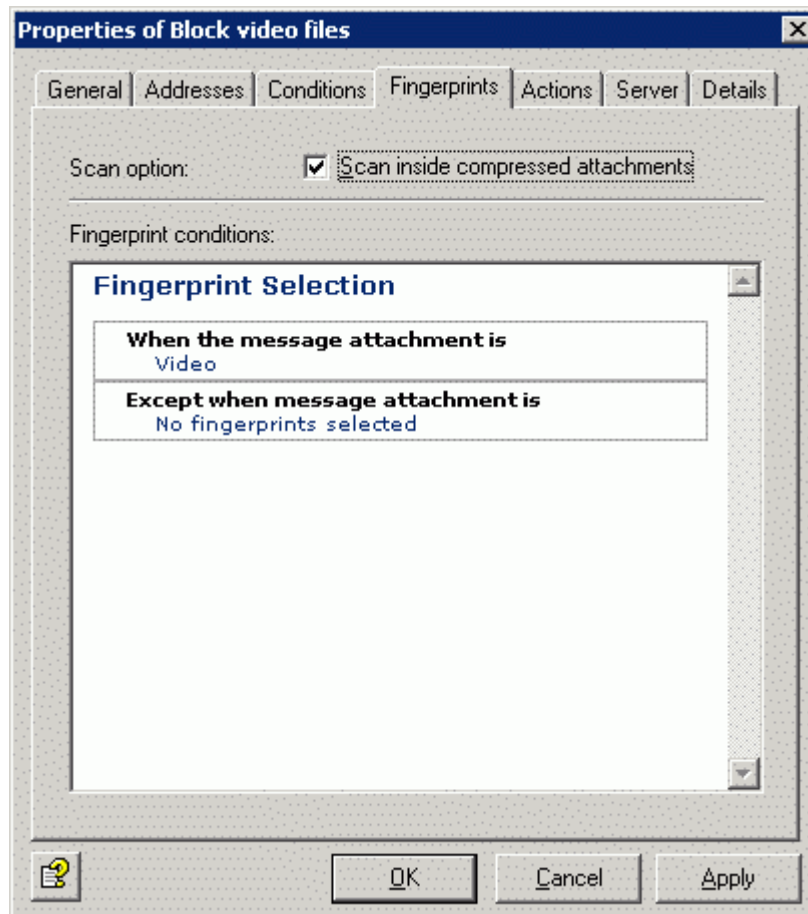 Properties of Block video files
General Addresses Conditions Fingerprints Actions Server Details
Scan option: Scan inside compressed attachments
Fingerprint conditions:
Fingerprint Selection
When the message attachment is
Video
Except when message attachment is
No fingerprints selected
OK Cancel Apply